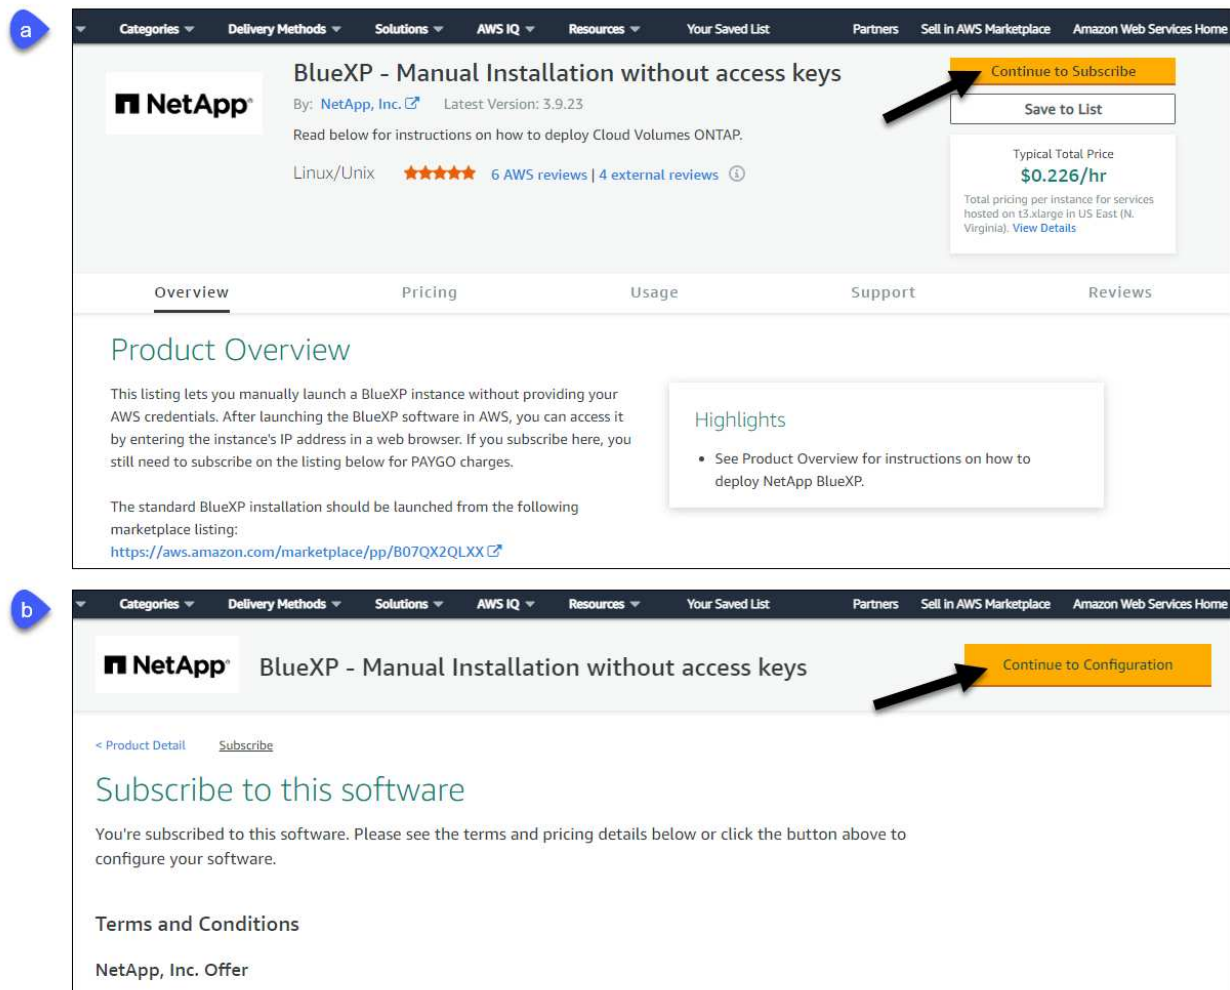 a
Categories Delivery Methods Solutions AWS IQ Resources Your Saved List Partners Sell in AWS Marketplace Amazon Web Services Home
NetApp
BlueXP - Manual Installation without access keys
By: NetApp, Inc. Latest Version: 3.9.23
Read below for instructions on how to deploy Cloud Volumes ONTAP.
Linux/Unix 6 AWS reviews | 4 external reviews
Continue to Subscribe
Save to List
Typical Total Price
$0.226/hr
Total pricing per instance for services
hosted on t3.xlarge in US East (N.
Virginia). View Details
Overview Pricing Usage Support Reviews
Product Overview
This listing lets you manually launch a BlueXP instance without providing your
AWS credentials. After launching the BlueXP software in AWS, you can access it
by entering the instance's IP address in a web browser. If you subscribe here, you
still need to subscribe on the listing below for PAYGO charges.
The standard BlueXP installation should be launched from the following
marketplace listing:
https://aws.amazon.com/marketplace/pp/B07QX2QLXX
Highlights
• See Product Overview for instructions on how to
deploy NetApp BlueXP.
b
Categories Delivery Methods Solutions AWS IQ Resources Your Saved List Partners Sell in AWS Marketplace Amazon Web Services Home
NetApp
BlueXP - Manual Installation without access keys
Continue to Configuration
< Product Detail Subscribe
Subscribe to this software
You're subscribed to this software. Please see the terms and pricing details below or click the button above to
configure your software.
Terms and Conditions
NetApp, Inc. Offer